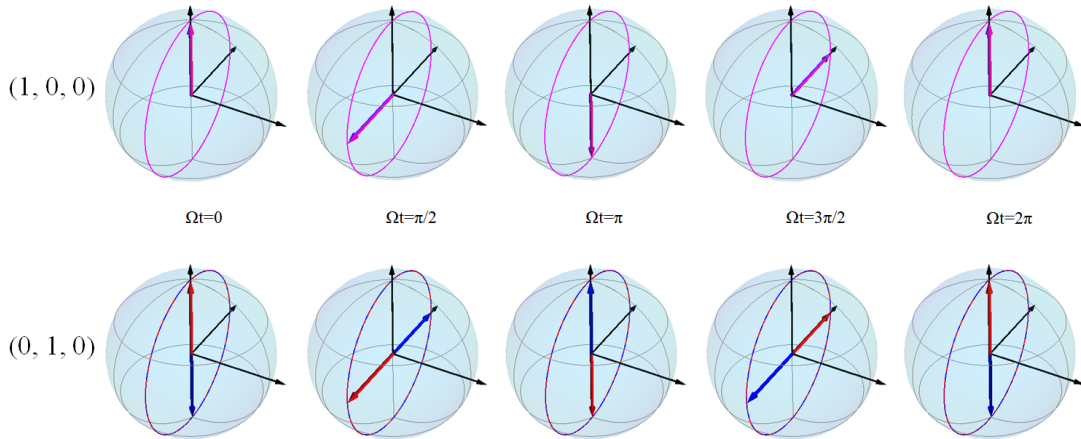 (1, 0, 0)
Ωt=0 Ωt=π/2 Ωt=π Ωt=3π/2 Ωt=2π
(0, 1, 0)